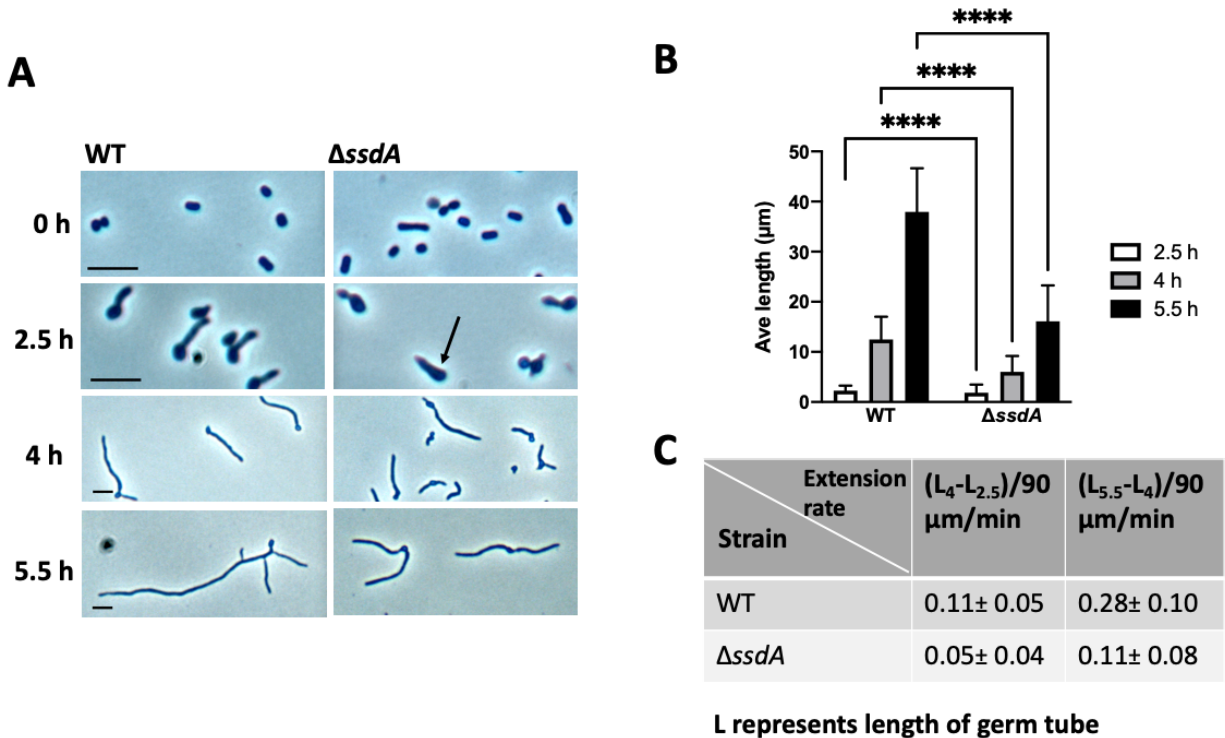 A
WT
ΔssdA
0 h
2.5 h
4 h
5.5 h
B
****
****
****
Ave length (μm)
50
40
30
20
10
0
WT
ΔssdA
2.5 h
4 h
5.5 h
C
Extension
rate
Strain
(L₄-L₂.₅)/90
μm/min
(L₅.₅-L₄)/90
μm/min
WT
0.11± 0.05
0.28± 0.10
ΔssdA
0.05± 0.04
0.11± 0.08
L represents length of germ tube